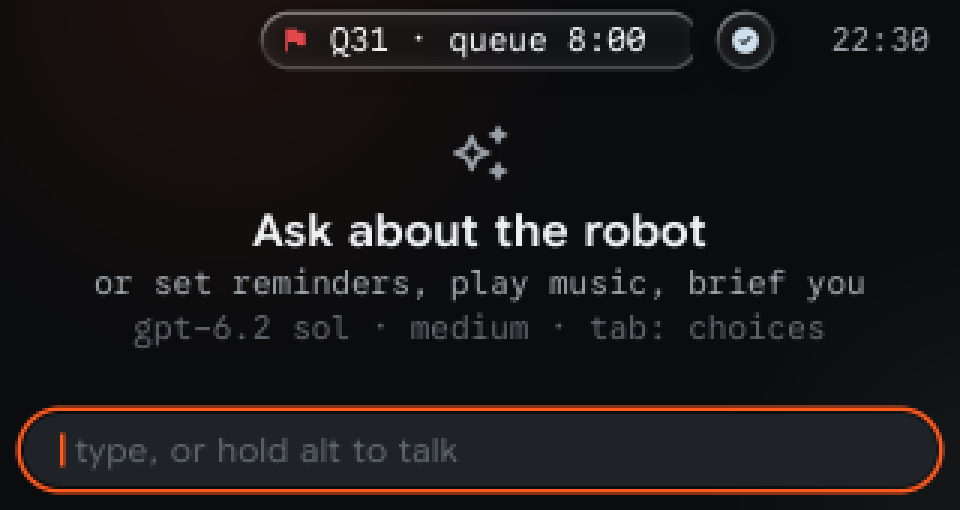 Q31 · queue 8:00
22:30
Ask about the robot
or set reminders, play music, brief you
gpt-6.2 sol · medium · tab: choices
type, or hold alt to talk